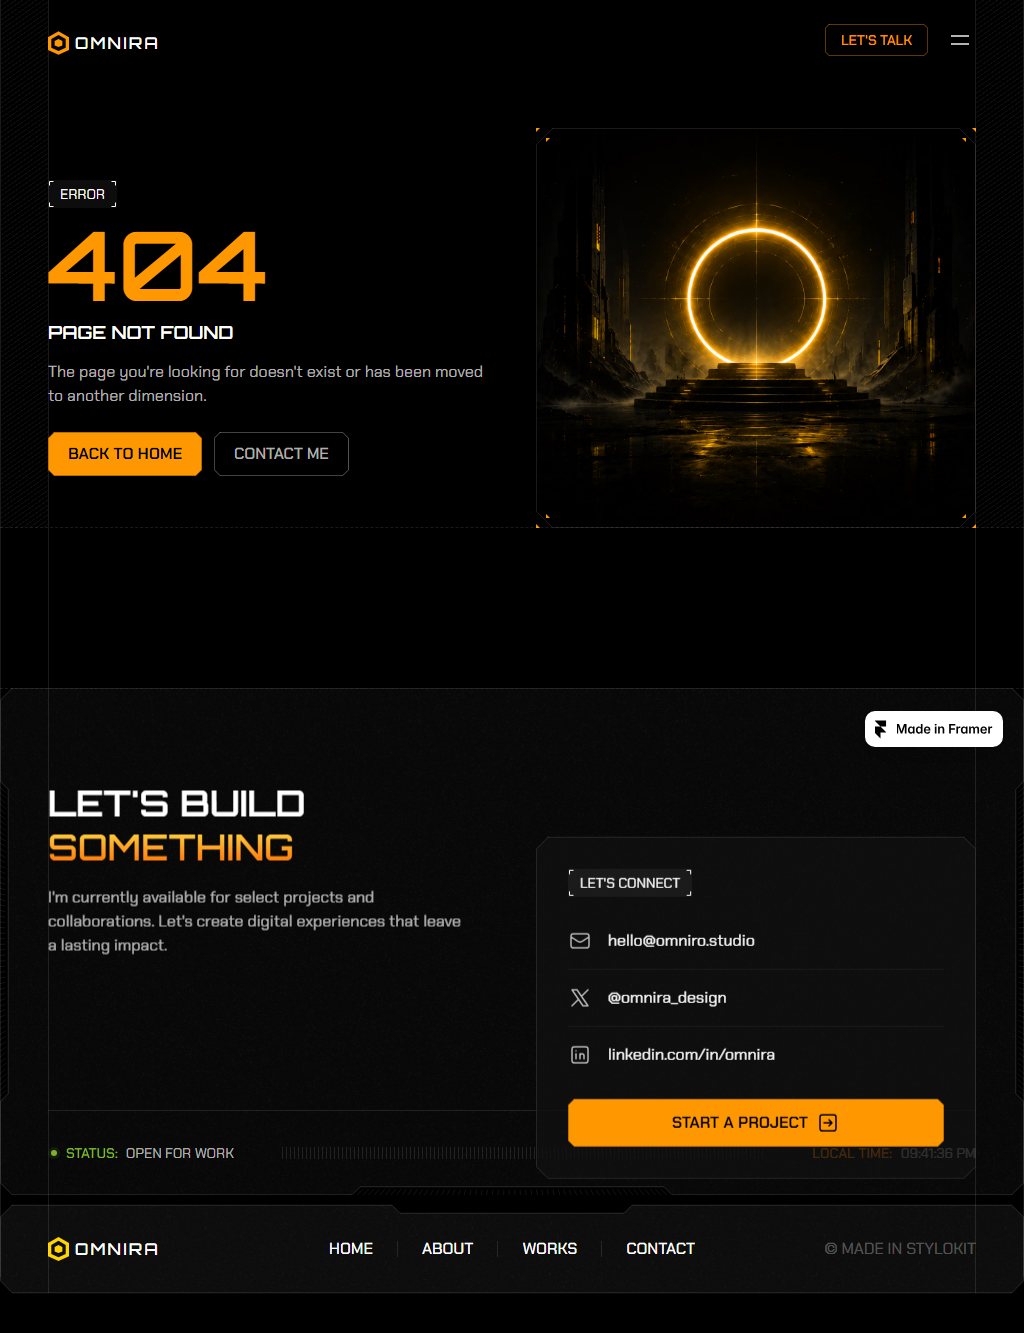 OMNIRA
LET'S TALK
ERROR
404
PAGE NOT FOUND
The page you're looking for doesn't exist or has been moved
to another dimension.
BACK TO HOME
CONTACT ME
Made in Framer
LET'S BUILD
SOMETHING
I'm currently available for select projects and
collaborations. Let's create digital experiences that leave
a lasting impact.
LET'S CONNECT
hello@omniro.studio
@omnira_design
linkedin.com/in/omnira
START A PROJECT
STATUS: OPEN FOR WORK
LOCAL TIME: 09:41:36 PM
OMNIRA
HOME
ABOUT
WORKS
CONTACT
© MADE IN STYLOKIT